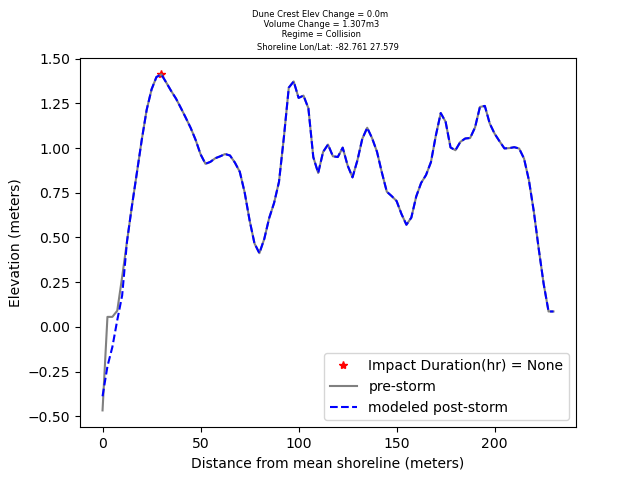 Dune Crest Elev Change = 0.0m
Volume Change = 1.307m3
Regime = Collision
Shoreline Lon/Lat: -82.761 27.579
1.50
1.25
1.00
0.75
0.50
0.25
0.00
−0.25
−0.50
Elevation (meters)
Impact Duration(hr) = None
pre-storm
modeled post-storm
0 50 100 150 200
Distance from mean shoreline (meters)